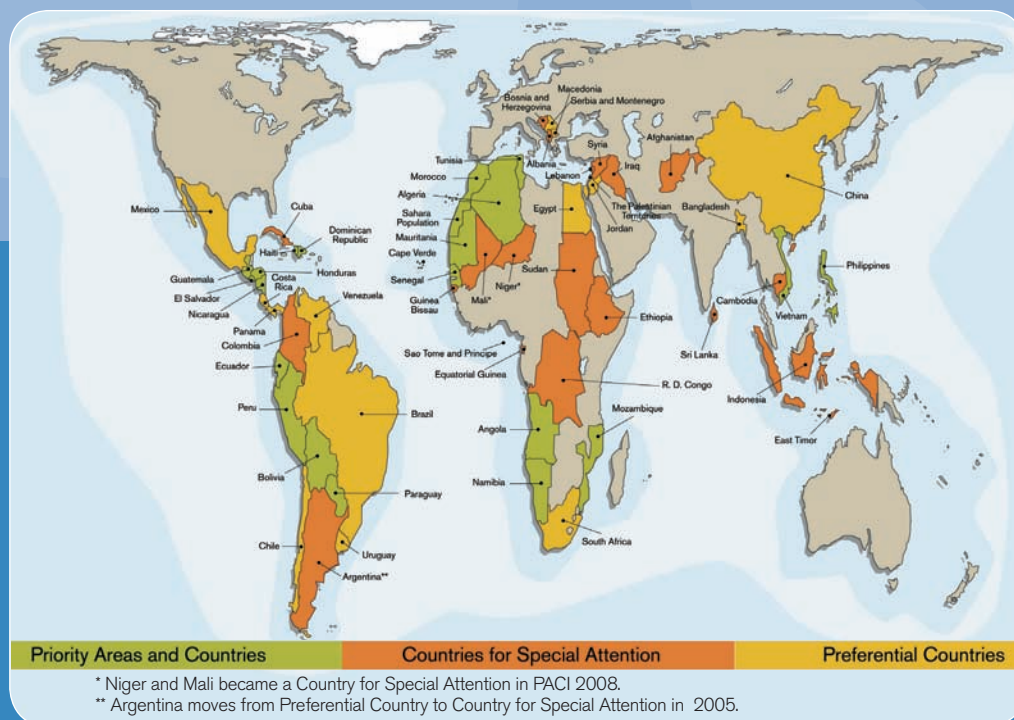 Macedonia
Bosnia and
Herzegovina
Serbia and Montenegro
Afghanistan
Syria
Tunisia
Albania
Iraq
Lebanon
Morocco
Algeria
China
Mexico
Cuba
Egypt
The Palestinian
Territories
Bangladesh
Sahara
Population
Jordan
Dominican
Republic
Mauritania
Haiti
Cape Verde
Philippines
Guatemala
Honduras
Senegal
Sudan
Niger*
Costa
Rica
El Salvador
Venezuela
Guinea
Bissau
Mali*
Cambodia
Nicaragua
Vietnam
Ethiopia
Panama
Colombia
Sao Tome and Principe
Sri Lanka
Ecuador
Equatorial Guinea
R. D. Congo
Indonesia
Peru
Brazil
Mozambique
Angola
East Timor
Bolivia
Namibia
Paraguay
South Africa
Chile
Uruguay
Argentina**
Priority Areas and Countries
Countries for Special Attention
Preferential Countries
* Niger and Mali became a Country for Special Attention in PACI 2008.
** Argentina moves from Preferential Country to Country for Special Attention in 2005.